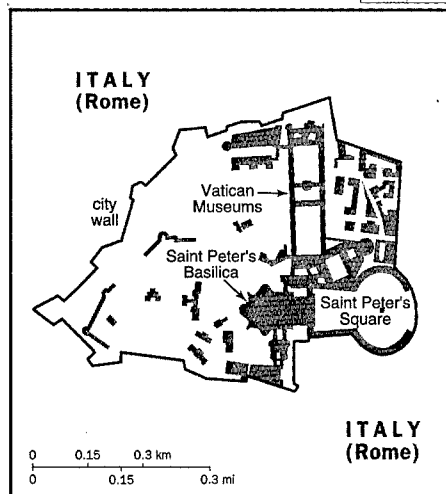 ITALY
(Rome)
Vatican
Museums
city
wall
Saint Peter's
Basilica
Saint Peter's
Square
ITALY
(Rome)
0 0.15 0.3 km
0 0.15 0.3 mi